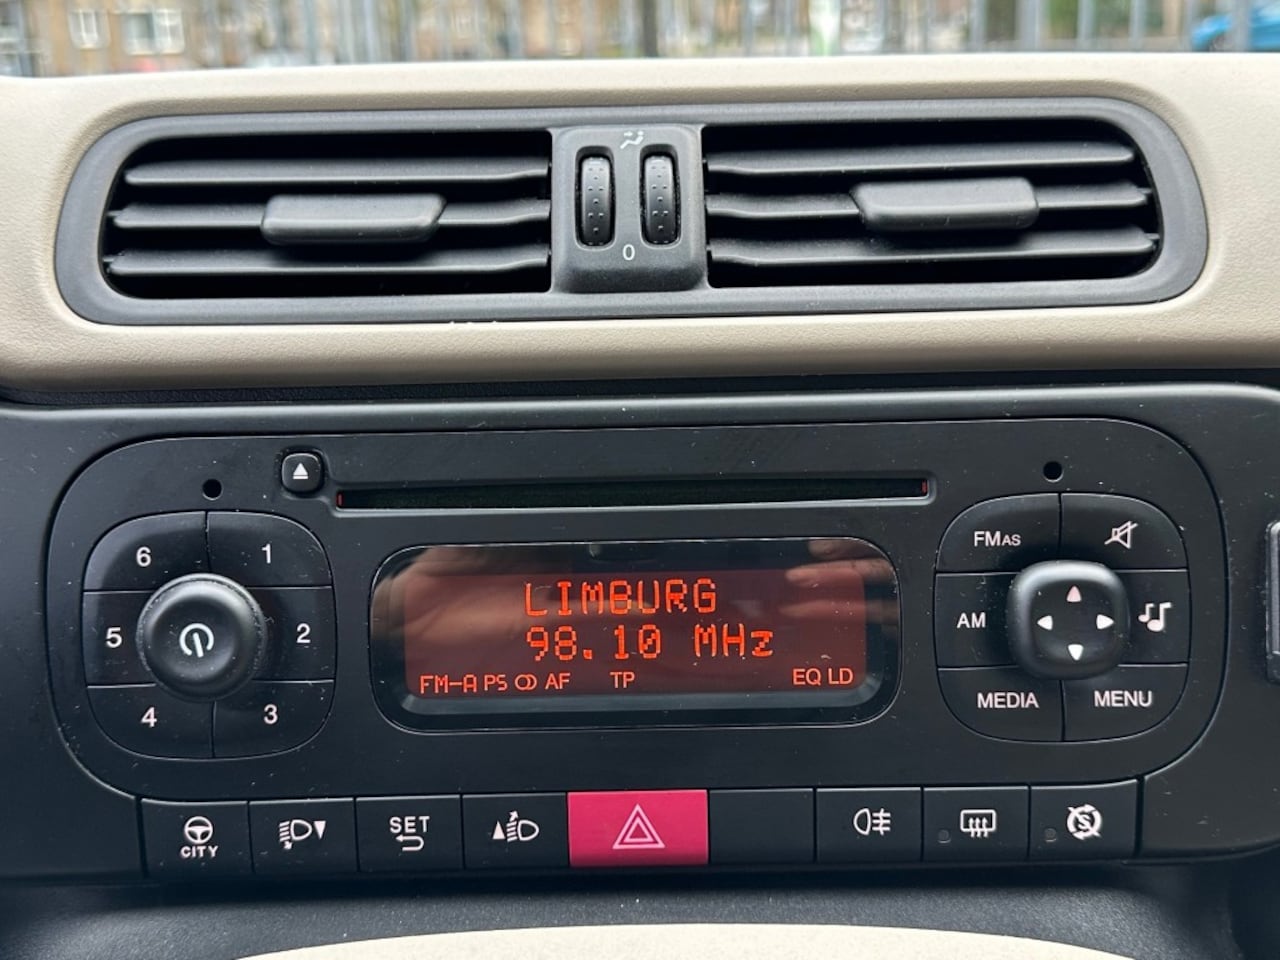 0
6 1
5 2
4 3
LIMBURG
98.10 MHz
FM-A PS AF TP EQ LD
FMAS
AM
MEDIA MENU
CITY
SET
S